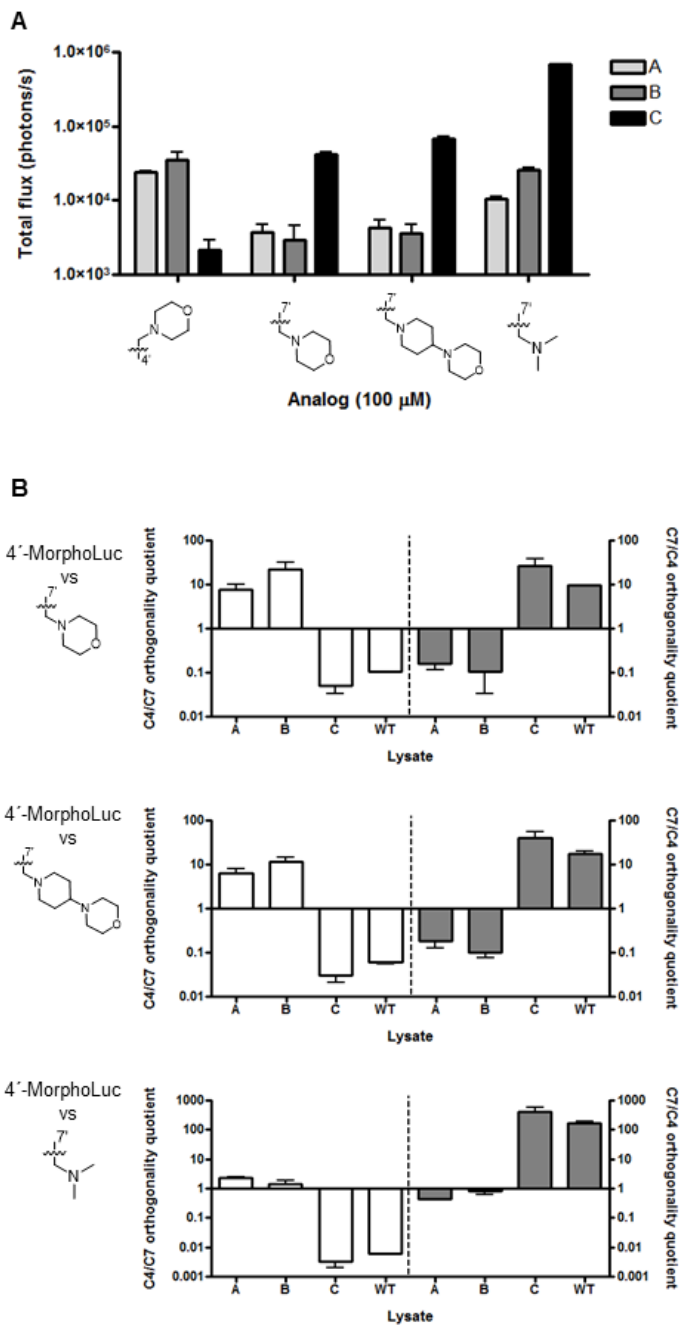 A
Total flux (photons/s)
1.0×10⁶
1.0×10⁵
1.0×10⁴
1.0×10³
A
B
C
N
O
4'
7'
N
O
7'
N
N
O
7'
N
Analog (100 µM)
B
4´-MorphoLuc
vs
7'
N
O
C4/C7 orthogonality quotient
100
10
1
0.1
0.01
A B C WT A B C WT
Lysate
100
10
1
0.1
0.01
C7/C4 orthogonality quotient
4´-MorphoLuc
vs
7'
N
N
O
C4/C7 orthogonality quotient
100
10
1
0.1
0.01
A B C WT A B C WT
Lysate
100
10
1
0.1
0.01
C7/C4 orthogonality quotient
4´-MorphoLuc
vs
7'
N
C4/C7 orthogonality quotient
1000
100
10
1
0.1
0.01
0.001
A B C WT A B C WT
Lysate
1000
100
10
1
0.1
0.01
0.001
C7/C4 orthogonality quotient